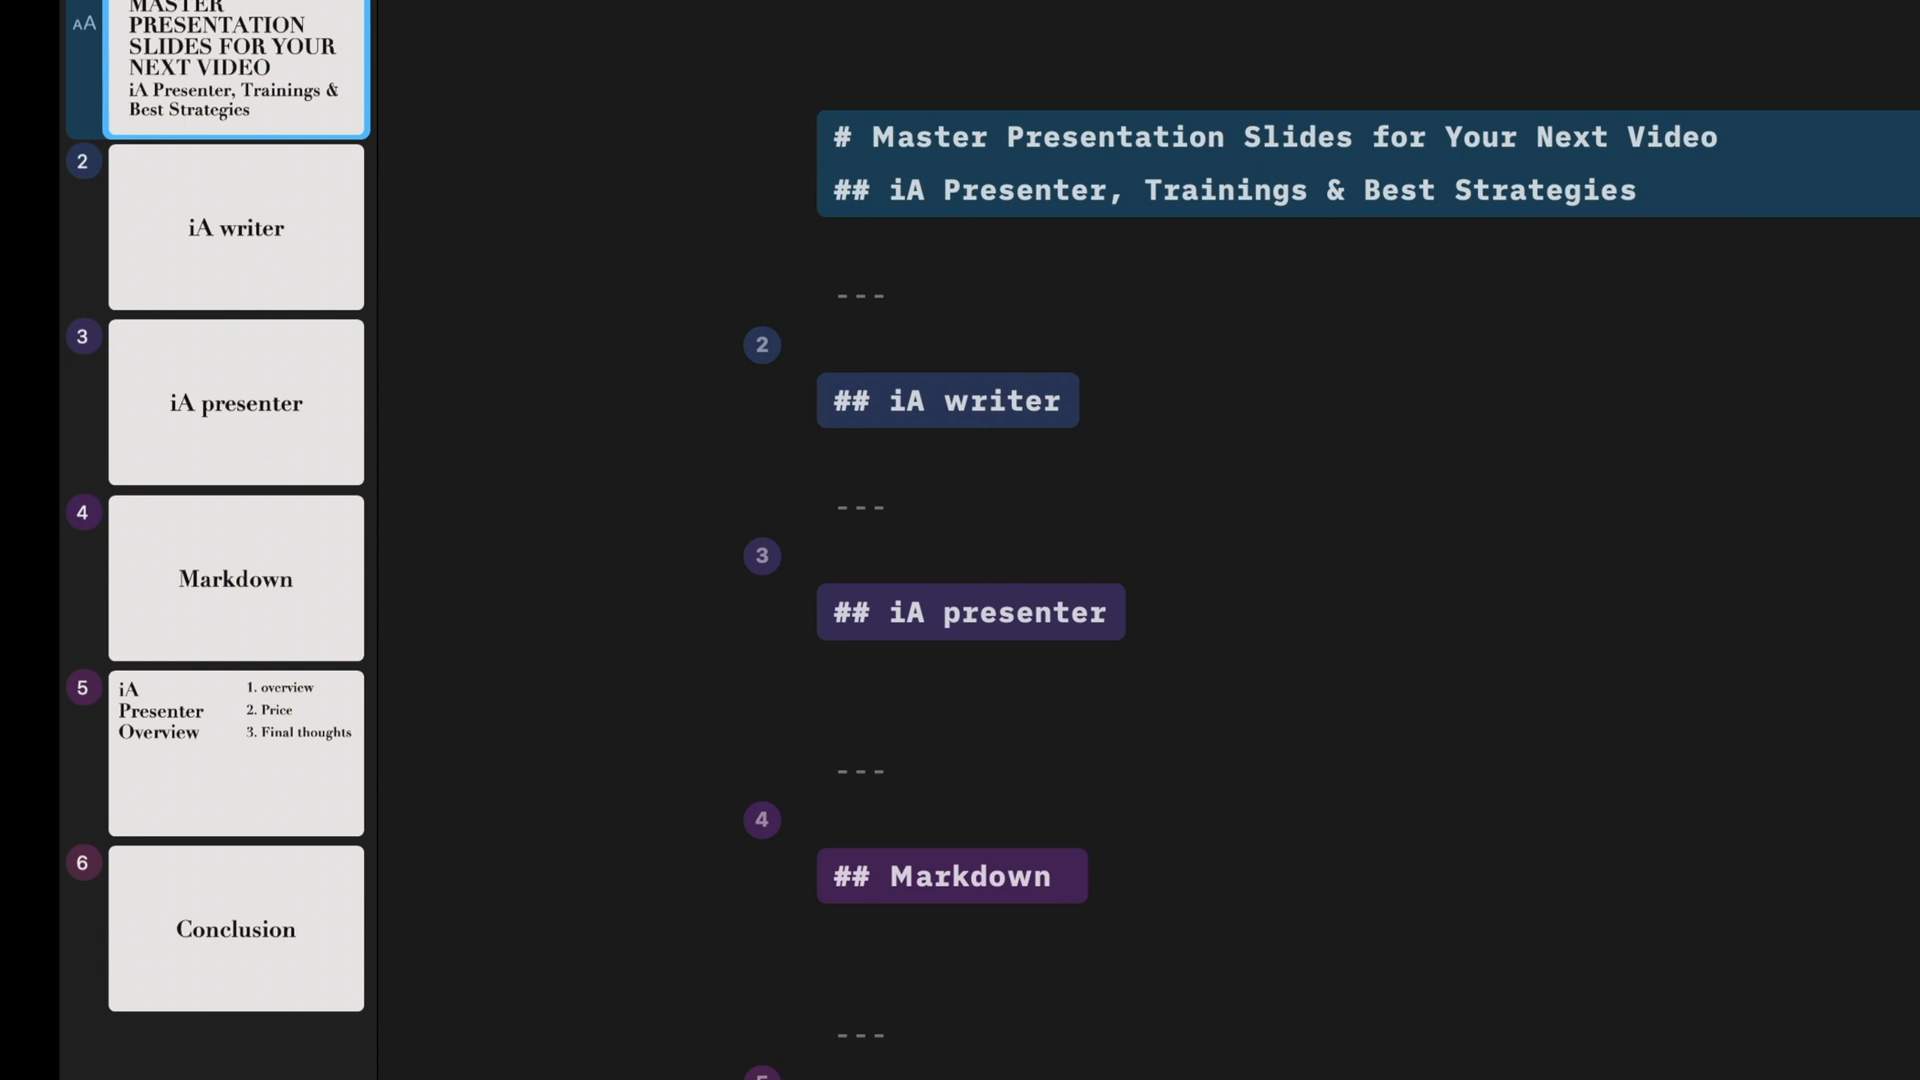 AA
MASTER
PRESENTATION
SLIDES FOR YOUR
NEXT VIDEO
iA Presenter, Trainings &
Best Strategies
2
iA writer
3
iA presenter
4
Markdown
5
iA
Presenter
Overview
1. overview
2. Price
3. Final thoughts
6
Conclusion
# Master Presentation Slides for Your Next Video
## iA Presenter, Trainings & Best Strategies
---
2
## iA writer
---
3
## iA presenter
---
4
## Markdown
---
5